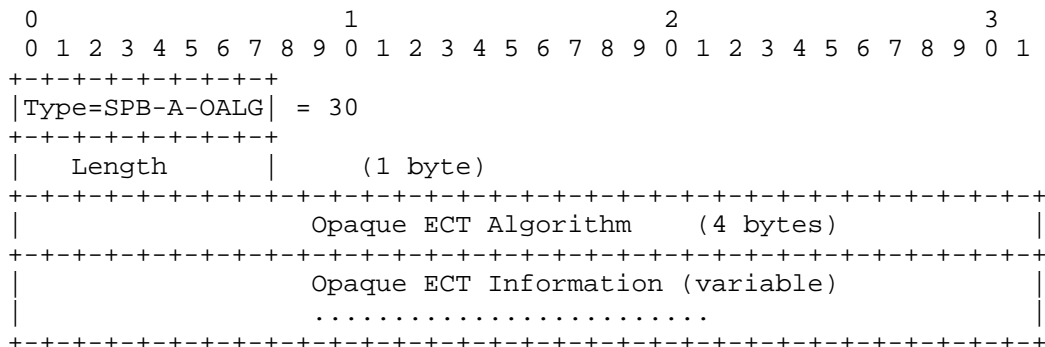 0                   1                   2                   3
 0 1 2 3 4 5 6 7 8 9 0 1 2 3 4 5 6 7 8 9 0 1 2 3 4 5 6 7 8 9 0 1
+-+-+-+-+-+-+-+-+
|Type=SPB-A-OALG| = 30
+-+-+-+-+-+-+-+-+
|   Length      |     (1 byte)
+-+-+-+-+-+-+-+-+-+-+-+-+-+-+-+-+-+-+-+-+-+-+-+-+-+-+-+-+-+-+-+-+
|                  Opaque ECT Algorithm   (4 bytes)             |
+-+-+-+-+-+-+-+-+-+-+-+-+-+-+-+-+-+-+-+-+-+-+-+-+-+-+-+-+-+-+-+-+
|                  Opaque ECT Information (variable)            |
|                  .........................                    |
+-+-+-+-+-+-+-+-+-+-+-+-+-+-+-+-+-+-+-+-+-+-+-+-+-+-+-+-+-+-+-+-+